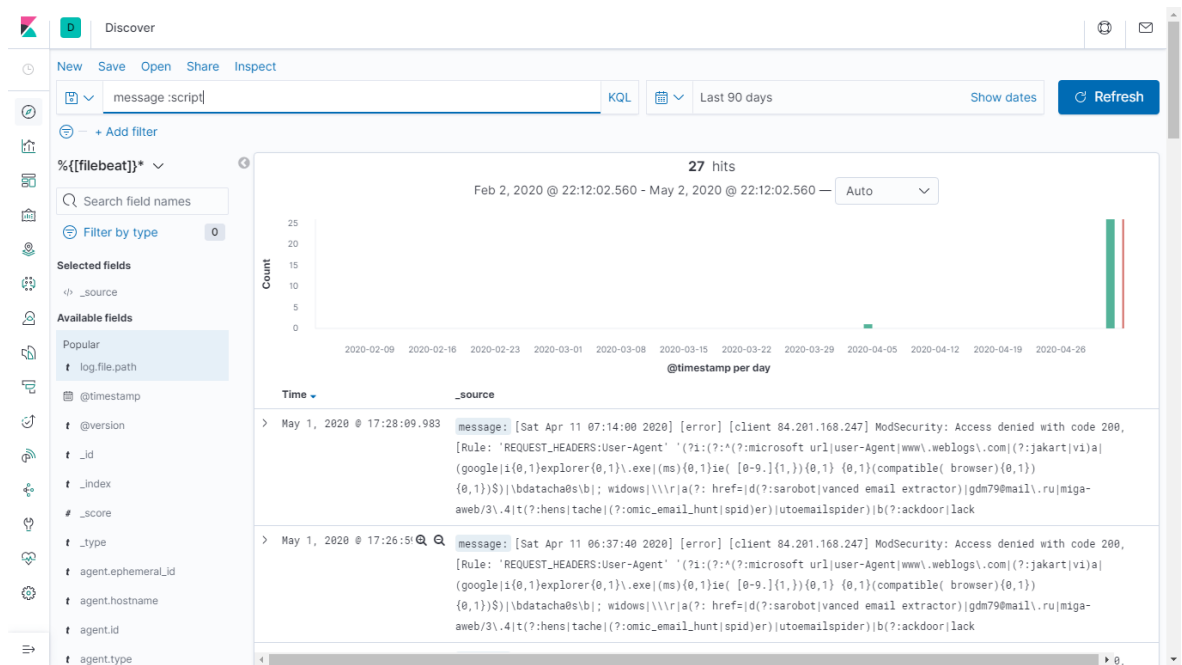 D Discover
New Save Open Share Inspect
message :script KQL Last 90 days Show dates Refresh
+ Add filter
%{[filebeat]}*
Search field names
Filter by type 0
Selected fields
_source
Available fields
Popular
t log.file.path
@timestamp
t @version
t _id
t _index
# _score
t _type
t agent.ephemeral_id
t agent.hostname
t agent.id
t agent.type
27 hits
Feb 2, 2020 @ 22:12:02.560 - May 2, 2020 @ 22:12:02.560 — Auto
Count
25
20
15
10
5
0
2020-02-09 2020-02-16 2020-02-23 2020-03-01 2020-03-08 2020-03-15 2020-03-22 2020-03-29 2020-04-05 2020-04-12 2020-04-19 2020-04-26
@timestamp per day
Time _source
May 1, 2020 @ 17:28:09.983 message: [Sat Apr 11 07:14:00 2020] [error] [client 84.201.168.247] ModSecurity: Access denied with code 200,
[Rule: 'REQUEST_HEADERS:User-Agent' '(?i:(?:^(?:microsoft url|user-Agent|www\.weblogs\.com|(?:jakart|vi)a|
(google|i{0,1}explorer{0,1}\.exe|(ms){0,1}ie( [0-9.]{1,}){0,1} {0,1}(compatible( browser){0,1})
{0,1})$)|\bdatacha0s\b|; widows|\\\r|a(?: href=|d(?:sarobot|vanced email extractor)|gdm79@mail\.ru|miga-
aweb/3\.4|t(?:hens|tache|(?:omic_email_hunt|spid)er)|utoemailspider)|b(?:ackdoor|lack
May 1, 2020 @ 17:26:5 message: [Sat Apr 11 06:37:40 2020] [error] [client 84.201.168.247] ModSecurity: Access denied with code 200,
[Rule: 'REQUEST_HEADERS:User-Agent' '(?i:(?:^(?:microsoft url|user-Agent|www\.weblogs\.com|(?:jakart|vi)a|
(google|i{0,1}explorer{0,1}\.exe|(ms){0,1}ie( [0-9.]{1,}){0,1} {0,1}(compatible( browser){0,1})
{0,1})$)|\bdatacha0s\b|; widows|\\\r|a(?: href=|d(?:sarobot|vanced email extractor)|gdm79@mail\.ru|miga-
aweb/3\.4|t(?:hens|tache|(?:omic_email_hunt|spid)er)|utoemailspider)|b(?:ackdoor|lack